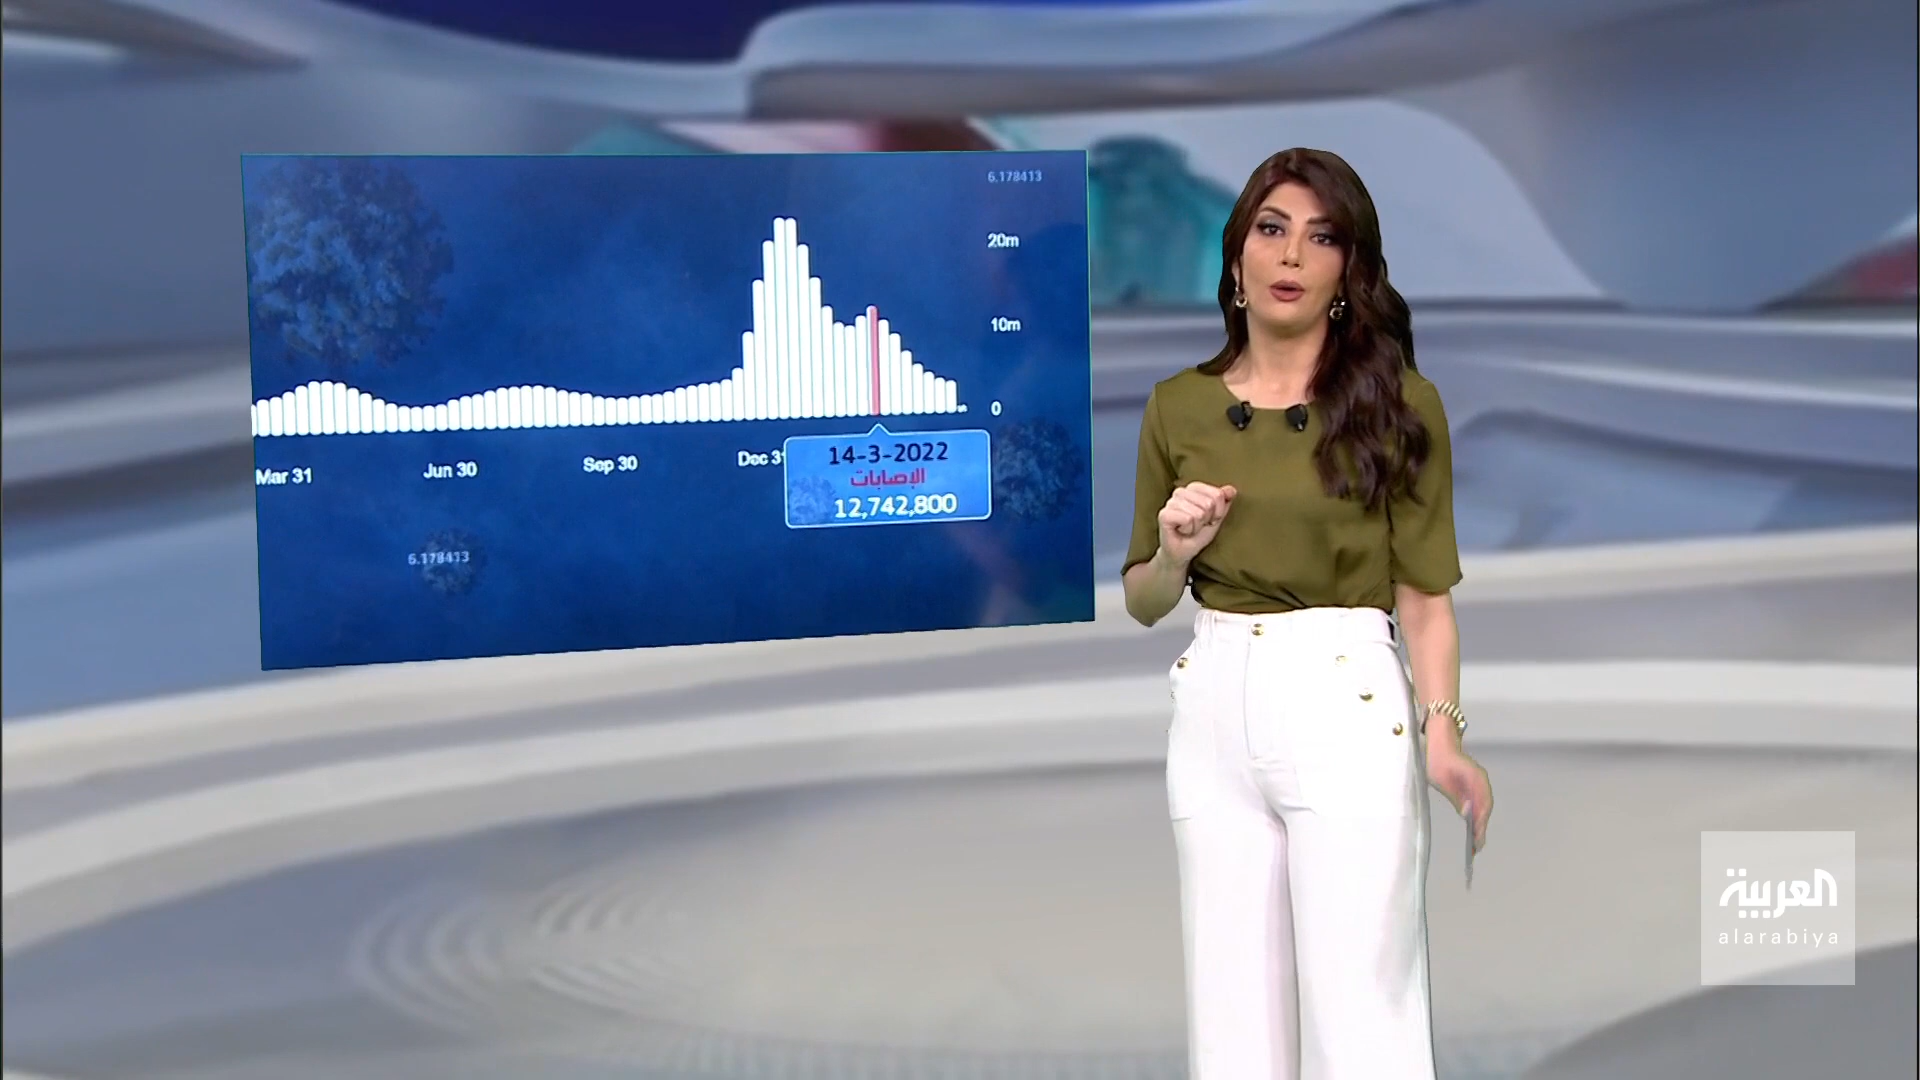 6.178413
20m
10m
0
Mar 31
Jun 30
Sep 30
Dec 31
14-3-2022
الإصابات
12,742,800
6.178413
العربية
alarabiya